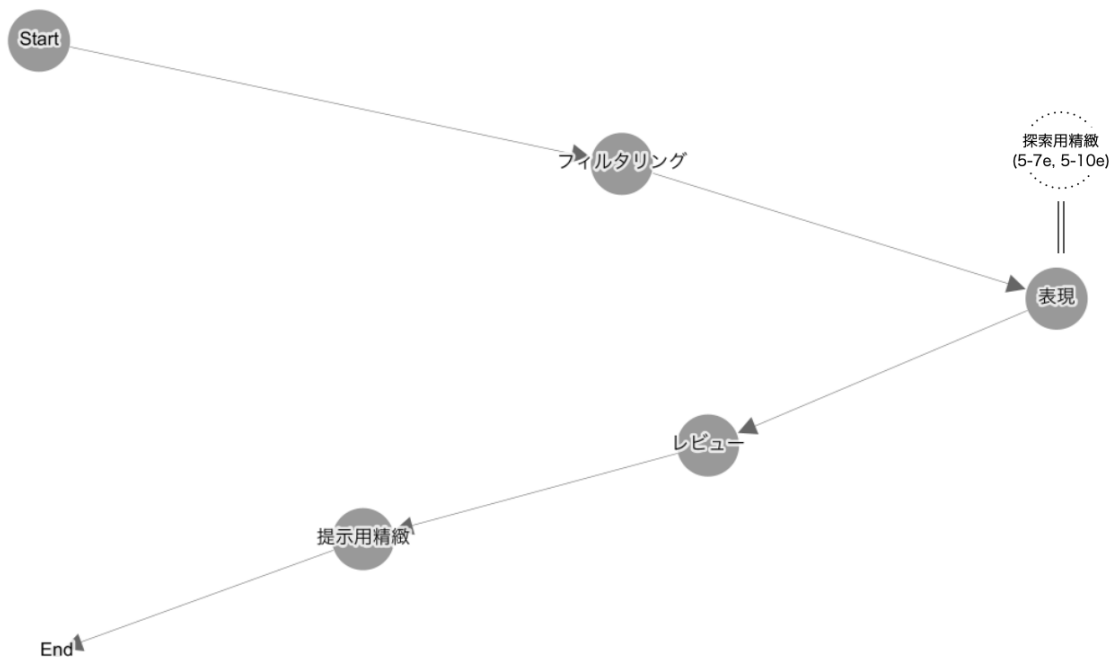 Start
フィルタリング
探索用精緻
(5-7e, 5-10e)
表現
レビュー
提示用精緻
End